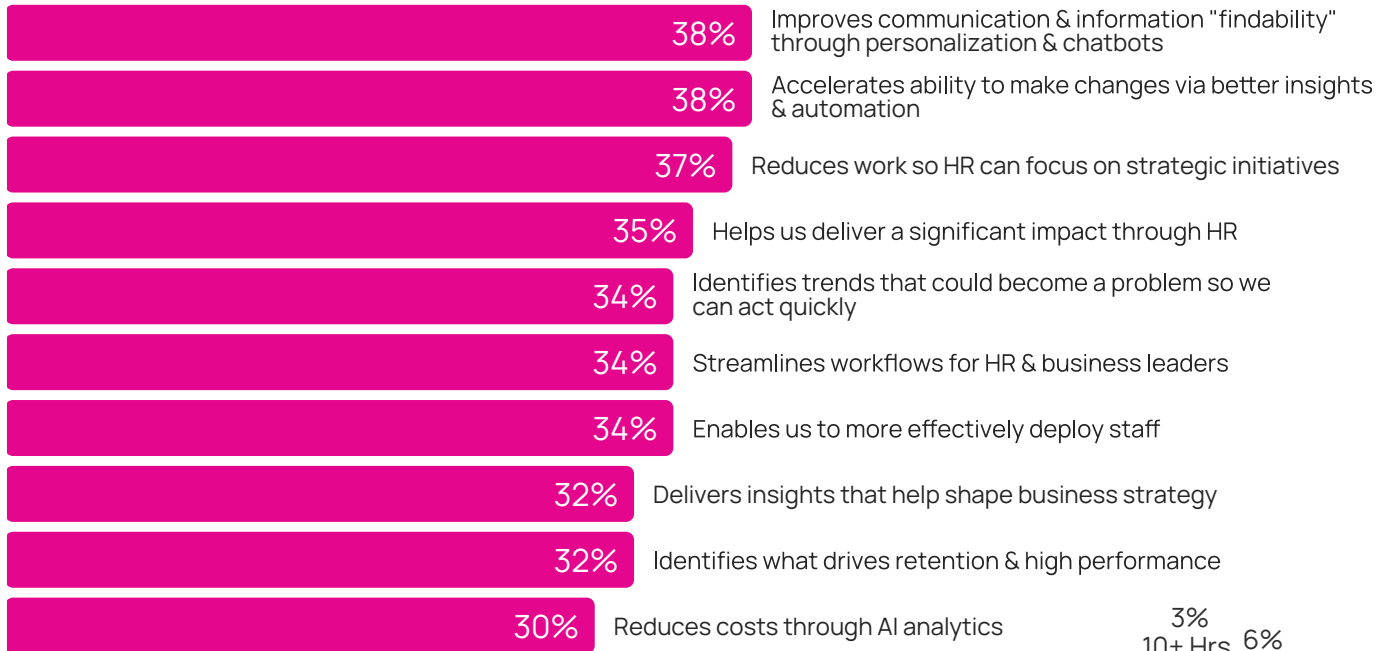 38%
Improves communication & information "findability"
through personalization & chatbots
38%
Accelerates ability to make changes via better insights
& automation
37%
Reduces work so HR can focus on strategic initiatives
35%
Helps us deliver a significant impact through HR
34%
Identifies trends that could become a problem so we
can act quickly
34%
Streamlines workflows for HR & business leaders
34%
Enables us to more effectively deploy staff
32%
Delivers insights that help shape business strategy
32%
Identifies what drives retention & high performance
30%
Reduces costs through AI analytics
3%
10+ Hrs
6%